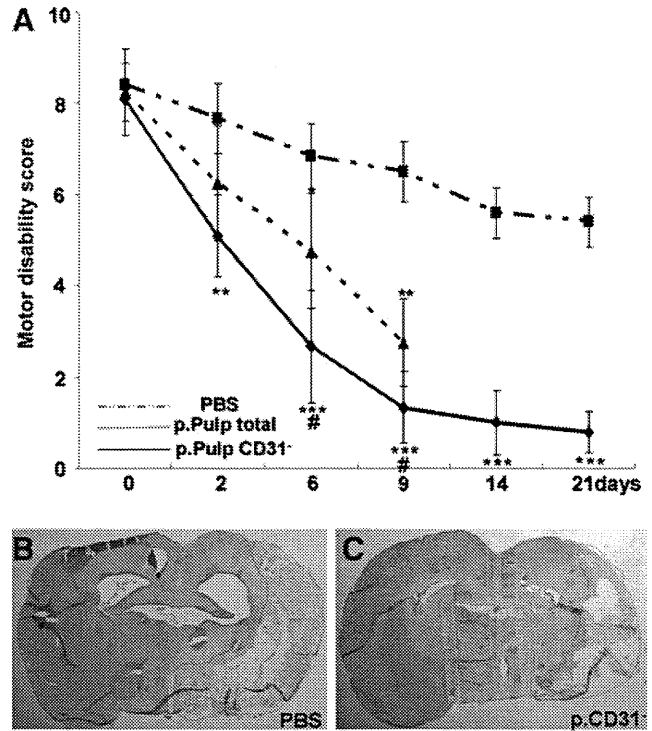 A
Motor disability score
10
8
6
4
2
0
**
**
***
#
***
#
***
***
PBS
p.Pulp total
p.Pulp CD31-
0 2 6 9 14 21days
B
PBS
C
p.CD31-